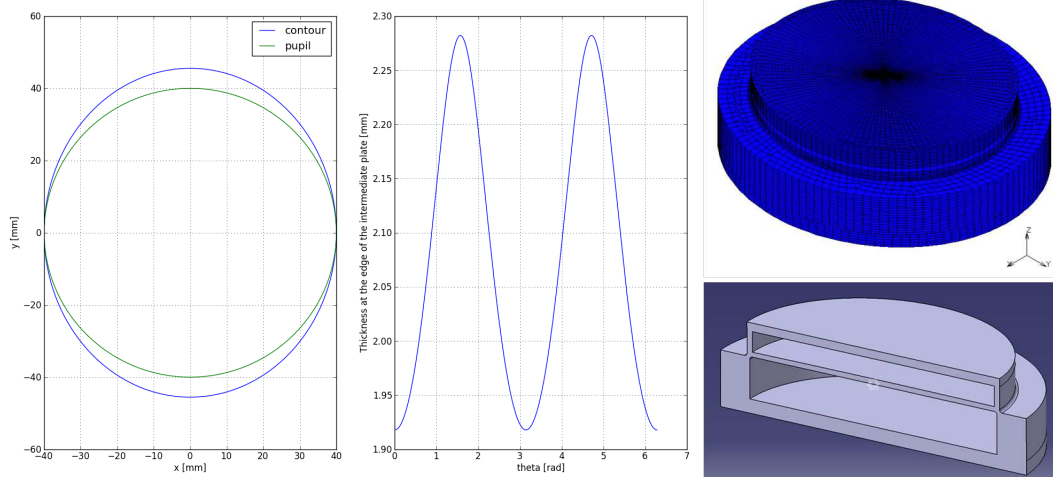 60
40
20
0
−20
−40
−60
y [mm]
−40 −30 −20 −10 0 10 20 30 40
x [mm]
contour
pupil
2.30
2.25
2.20
2.15
2.10
2.05
2.00
1.95
1.90
Thickness at the edge of the intermediate plate [mm]
0 1 2 3 4 5 6 7
theta [rad]
Z
X Y